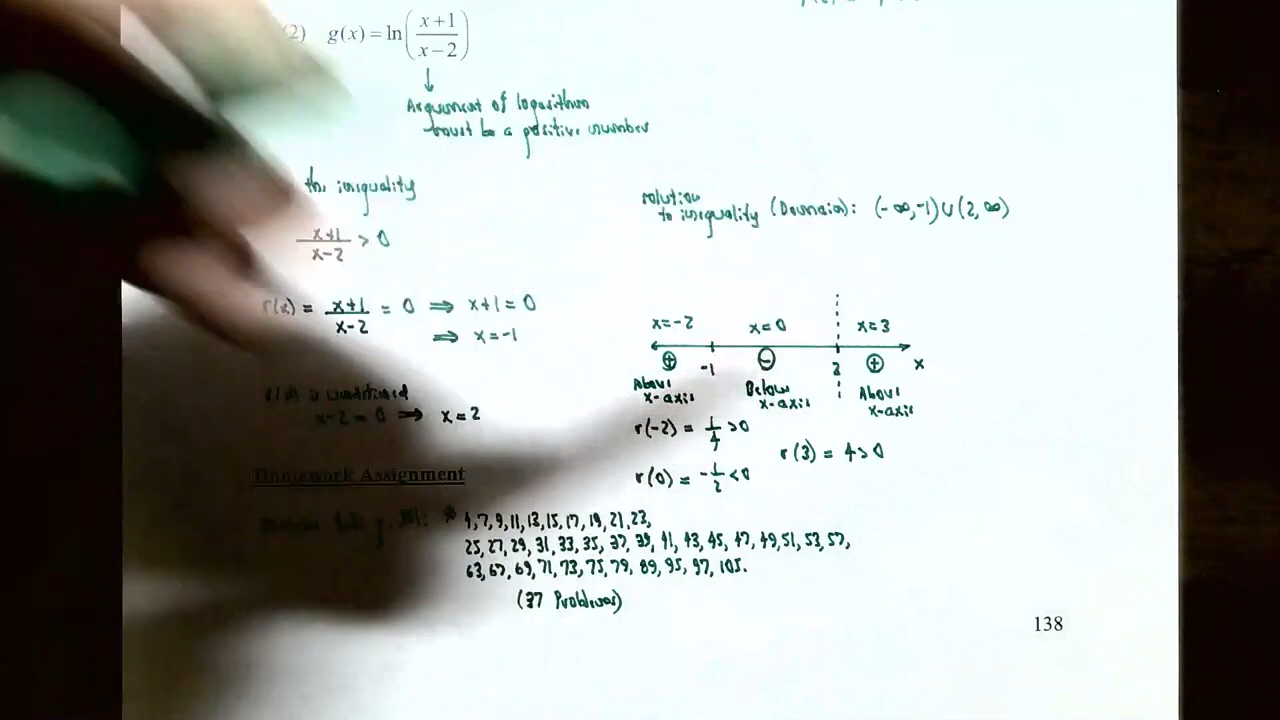 2) g(x) = ln( (x+1)/(x−2) )
↓
Argument of logarithm
must be a positive number
the inequality
(x+1)/(x−2) > 0
r(x) = (x+1)/(x−2) = 0 ⇒ x+1 = 0
⇒ x = −1
undefined
x−2 = 0 ⇒ x = 2
solution
to inequality (Domain): (−∞,−1)∪(2,∞)
x=−2 x=0 x=3
⊕ −1 ⊖ 2 ⊕ x
Above x-axis Below x-axis Above x-axis
r(−2) = 1/4 > 0
r(3) = 4 > 0
r(0) = −1/2 < 0
Homework Assignment
7, 9, 11, 13, 15, 17, 19, 21, 23,
25, 27, 29, 31, 33, 35, 37, 39, 41, 43, 45, 47, 49, 51, 53, 57,
63, 67, 69, 71, 73, 75, 79, 89, 95, 97, 105.
(37 Problems)
138